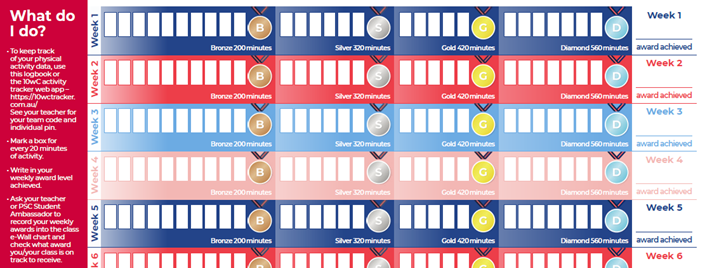 What do
I do?
• To keep track
of your physical
activity data, use
this logbook or
the 10wC activity
tracker web app –
https://10wctracker.
com.au/
See your teacher for
your team code and
individual pin.
• Mark a box for
every 20 minutes
of activity.
• Write in your
weekly award level
achieved.
• Ask your teacher
or PSC Student
Ambassador to
record your weekly
awards into the class
e-Wall chart and
check what award
you/your class is on
track to receive.
Week 1
B
S
G
D
Bronze 200 minutes
Silver 320 minutes
Gold 420 minutes
Diamond 560 minutes
Week 1
award achieved
Week 2
B
S
G
D
Bronze 200 minutes
Silver 320 minutes
Gold 420 minutes
Diamond 560 minutes
Week 2
award achieved
Week 3
B
S
G
D
Bronze 200 minutes
Silver 320 minutes
Gold 420 minutes
Diamond 560 minutes
Week 3
award achieved
Week 4
B
S
G
D
Bronze 200 minutes
Silver 320 minutes
Gold 420 minutes
Diamond 560 minutes
Week 4
award achieved
Week 5
B
S
G
D
Bronze 200 minutes
Silver 320 minutes
Gold 420 minutes
Diamond 560 minutes
Week 5
award achieved
6
B
S
G
D
Week 6